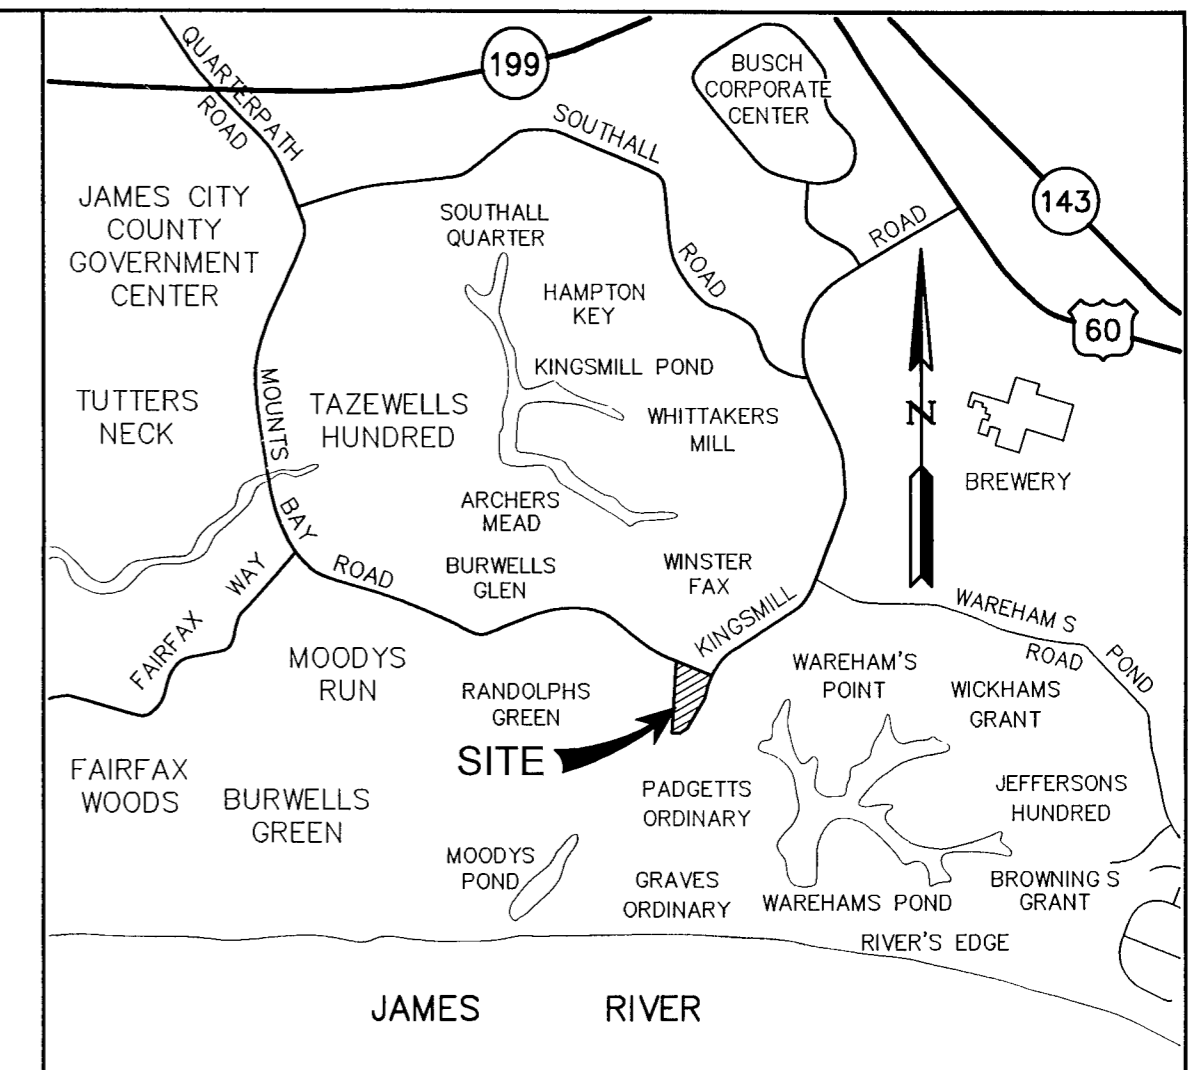 QUARTERPATH
ROAD
199
BUSCH
CORPORATE
CENTER
SOUTHALL
ROAD
143
ROAD
60
JAMES CITY
COUNTY
GOVERNMENT
CENTER
SOUTHALL
QUARTER
HAMPTON
KEY
KINGSMILL POND
TUTTERS
NECK
MOUNTS
BAY
ROAD
TAZEWELLS
HUNDRED
WHITTAKERS
MILL
N
BREWERY
ARCHERS
MEAD
BURWELLS
GLEN
WINSTER
FAX
KINGSMILL
FAIRFAX WAY
WAREHAM S
POND
ROAD
MOODYS
RUN
RANDOLPHS
GREEN
WAREHAM'S
POINT
WICKHAMS
GRANT
SITE
FAIRFAX
WOODS
BURWELLS
GREEN
PADGETTS
ORDINARY
JEFFERSONS
HUNDRED
MOODYS
POND
GRAVES
ORDINARY
WAREHAMS POND
BROWNING S
GRANT
RIVER'S EDGE
JAMES RIVER